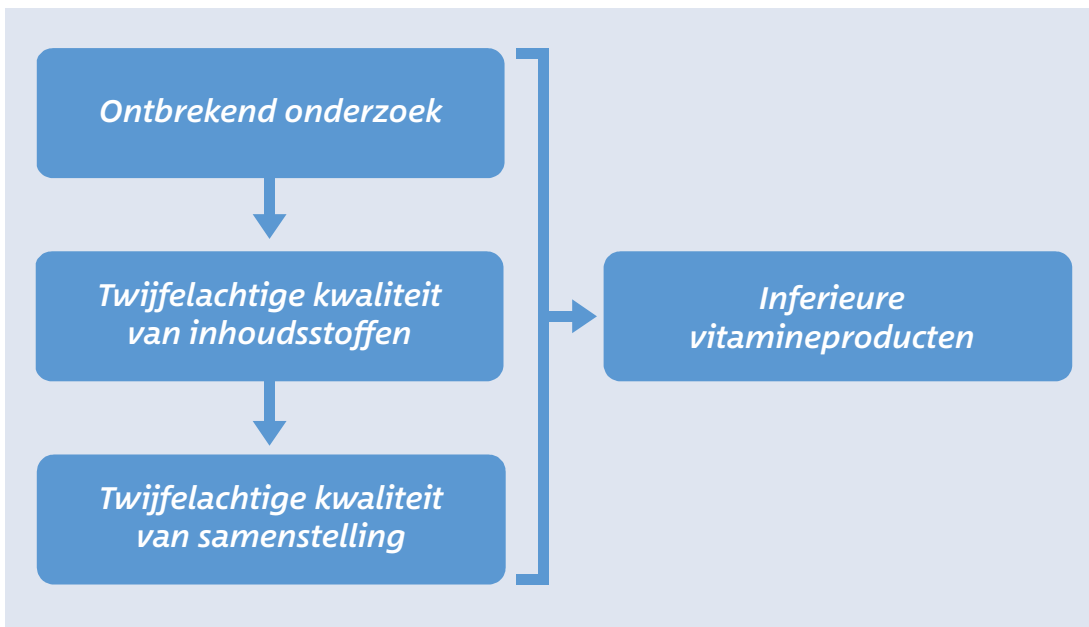 Ontbrekend onderzoek
Twijfelachtige kwaliteit
van inhoudsstoffen
Twijfelachtige kwaliteit
van samenstelling
Inferieure
vitamineproducten